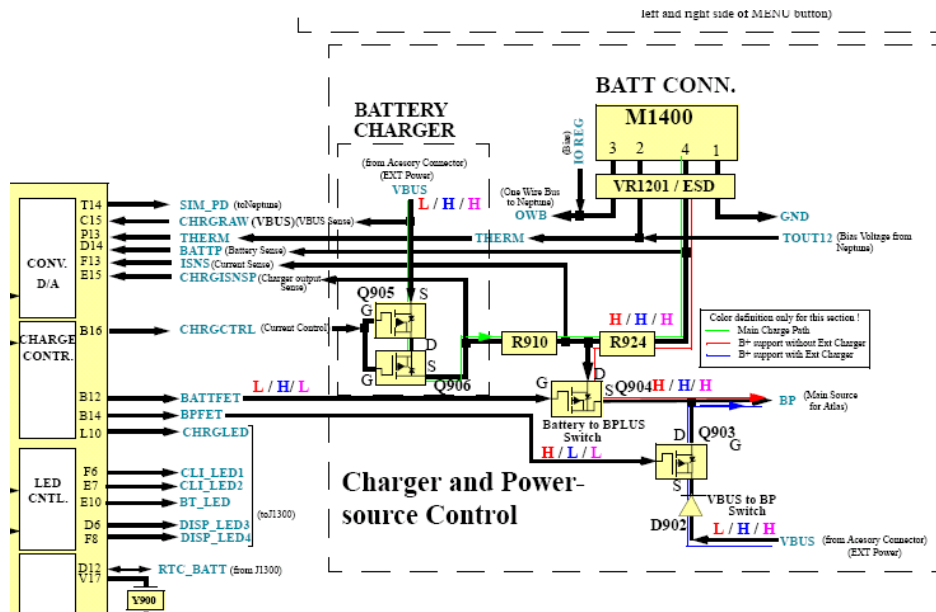 left and right side of MENU button)
BATT CONN.
M1400
3 2 4 1
BATTERY
CHARGER
(Bias)
IO REG
(from Acesory Connector)
(EXT Power)
VBUS
L / H / H
VR1201 / ESD
(One Wire Bus
to Neptune)
OWB
GND
T14 SIM_PD (toNeptune)
C15 CHRGRAW (VBUS) (VBUS Sense)
P13 THERM
THERM
TOUT12 (Bias Voltage from
Neptune)
D14 BATTP (Battery Sense)
F13 ISNS (Current Sense)
E15 CHRGISNSP (Charger output
Sense)
CONV.
D/A
Q905
S
G
D
S
G
Q906
B16 CHRGCTRL (Current Control)
CHARGE
CONTR.
R910
H / H / H
R924
Color definition only for this section !
Main Charge Path
B+ support without Ext Charger
B+ support with Ext Charger
L / H / L
B12 BATTFET
B14 BPFET
L10 CHRGLED
D
G
S
Q904
H / H / H
BP (Main Source
for Atlas)
Battery to BPLUS
Switch
H / L / L
D
Q903
G
S
VBUS to BP
Switch
D902
L / H / H
VBUS (from Acesory Connector)
(EXT Power)
Charger and Power-
source Control
LED
CNTL.
F6 CLI_LED1
E7 CLI_LED2
E10 BT_LED
(toJ1300)
D6 DISP_LED3
F8 DISP_LED4
D12 RTC_BATT (from J1300)
V17
Y900